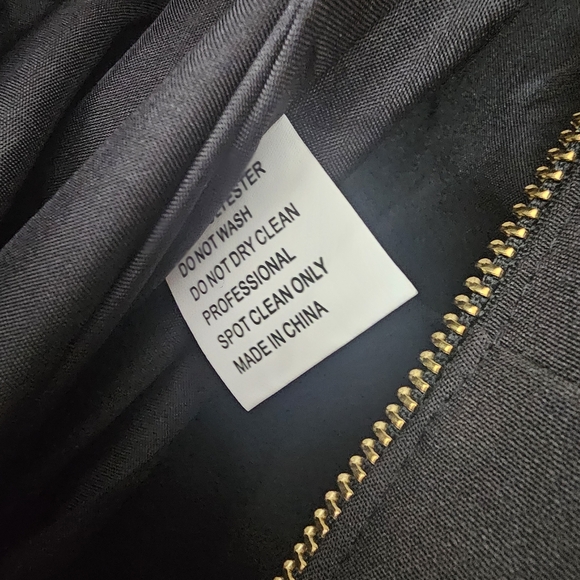 DO NOT WASH
DO NOT DRY CLEAN
PROFESSIONAL
SPOT CLEAN ONLY
MADE IN CHINA